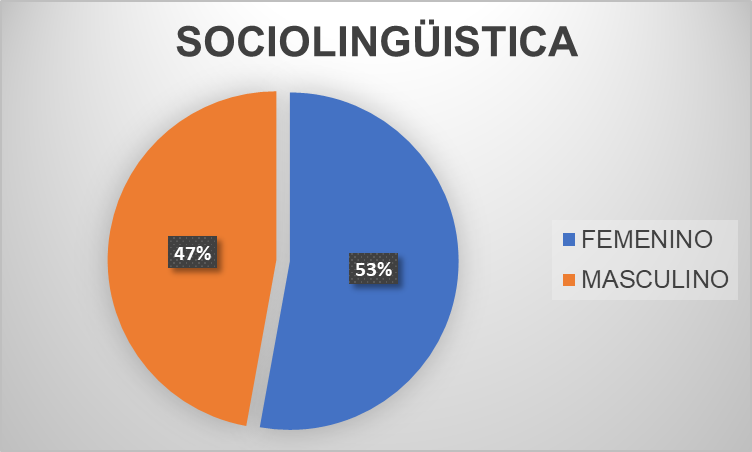 SOCIOLINGÜISTICA
47%
53%
FEMENINO
MASCULINO